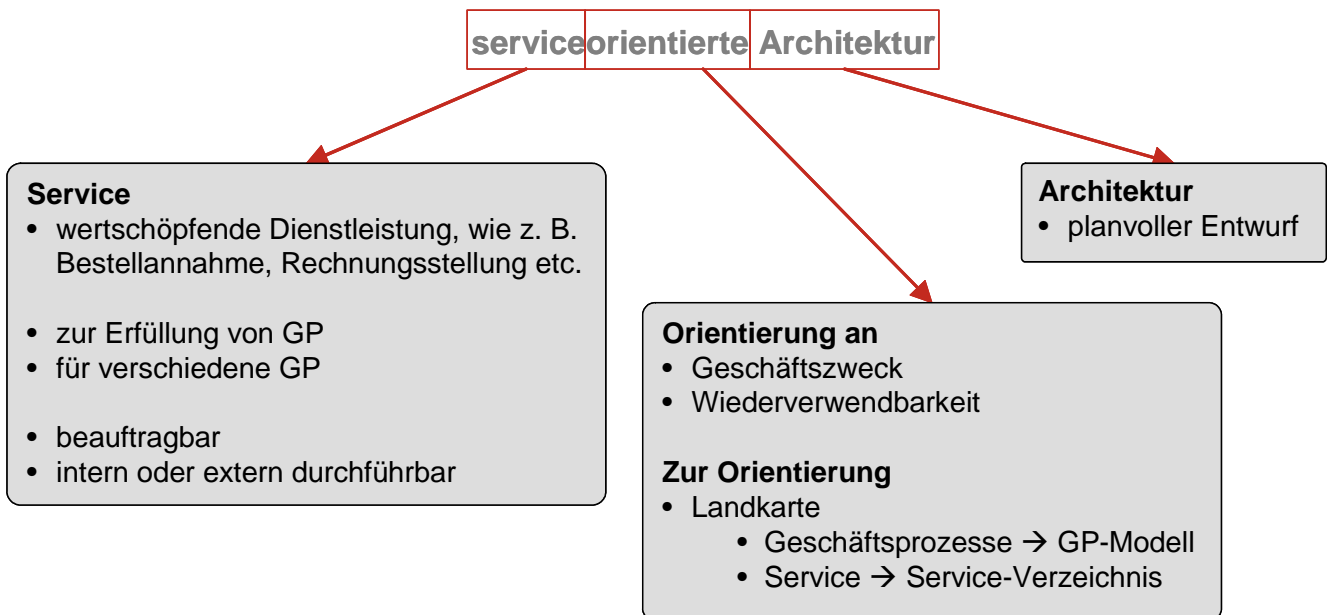 serviceorientierte Architektur
Service
• wertschöpfende Dienstleistung, wie z. B.
Bestellannahme, Rechnungsstellung etc.
• zur Erfüllung von GP
• für verschiedene GP
• beauftragbar
• intern oder extern durchführbar
Orientierung an
• Geschäftszweck
• Wiederverwendbarkeit
Zur Orientierung
• Landkarte
• Geschäftsprozesse → GP-Modell
• Service → Service-Verzeichnis
Architektur
• planvoller Entwurf